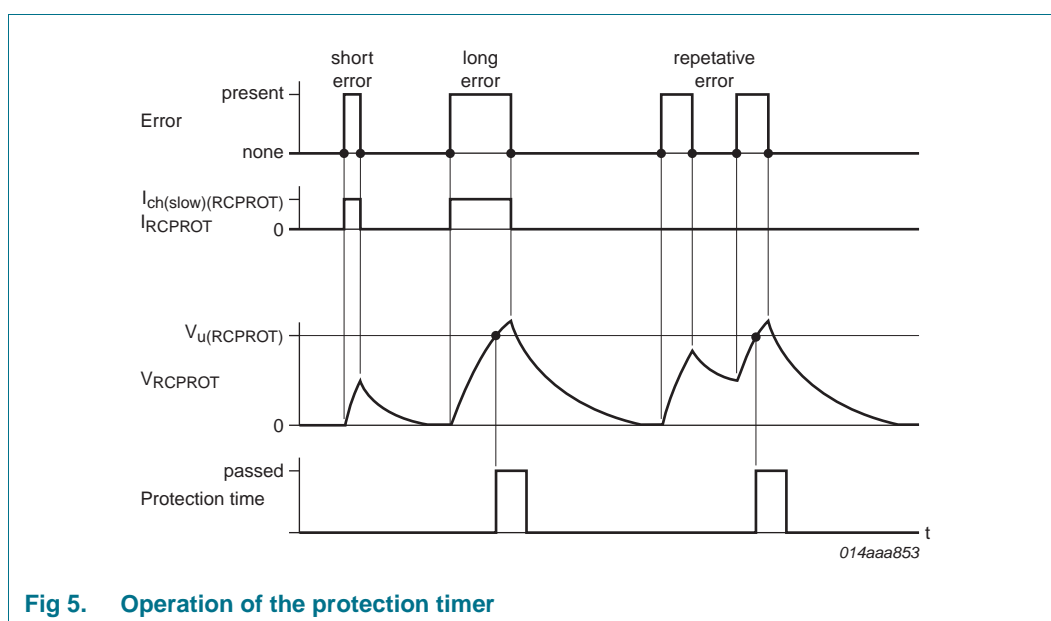 short
error
long
error
repetative
error
present
Error
none
Ich(slow)(RCPROT)
IRCPROT
0
Vu(RCPROT)
VRCPROT
0
passed
Protection time
t
014aaa853
Fig 5. Operation of the protection timer